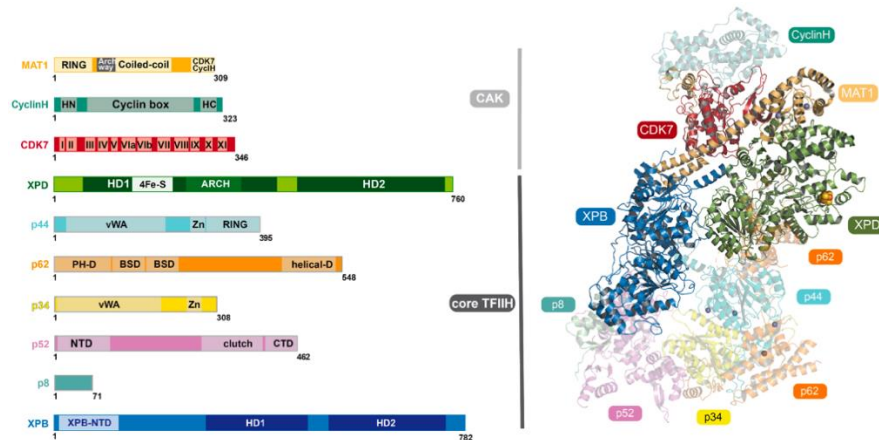 MAT1
RING
Arch way
Coiled-coil
CDK7 CyclH
1
309
CyclinH
HN
Cyclin box
HC
1
323
CDK7
I II III IV V VIa VIb VII VIII IX X XI
1
346
XPD
HD1
4Fe-S
ARCH
HD2
1
760
p44
vWA
Zn
RING
1
395
p62
PH-D
BSD
BSD
helical-D
1
548
p34
vWA
Zn
1
308
p52
NTD
clutch
CTD
1
462
p8
1
71
XPB
XPB-NTD
HD1
HD2
1
782
CAK
core TFIIH
CyclinH
MAT1
CDK7
XPB
XPD
p62
p8
p44
p62
p52
p34